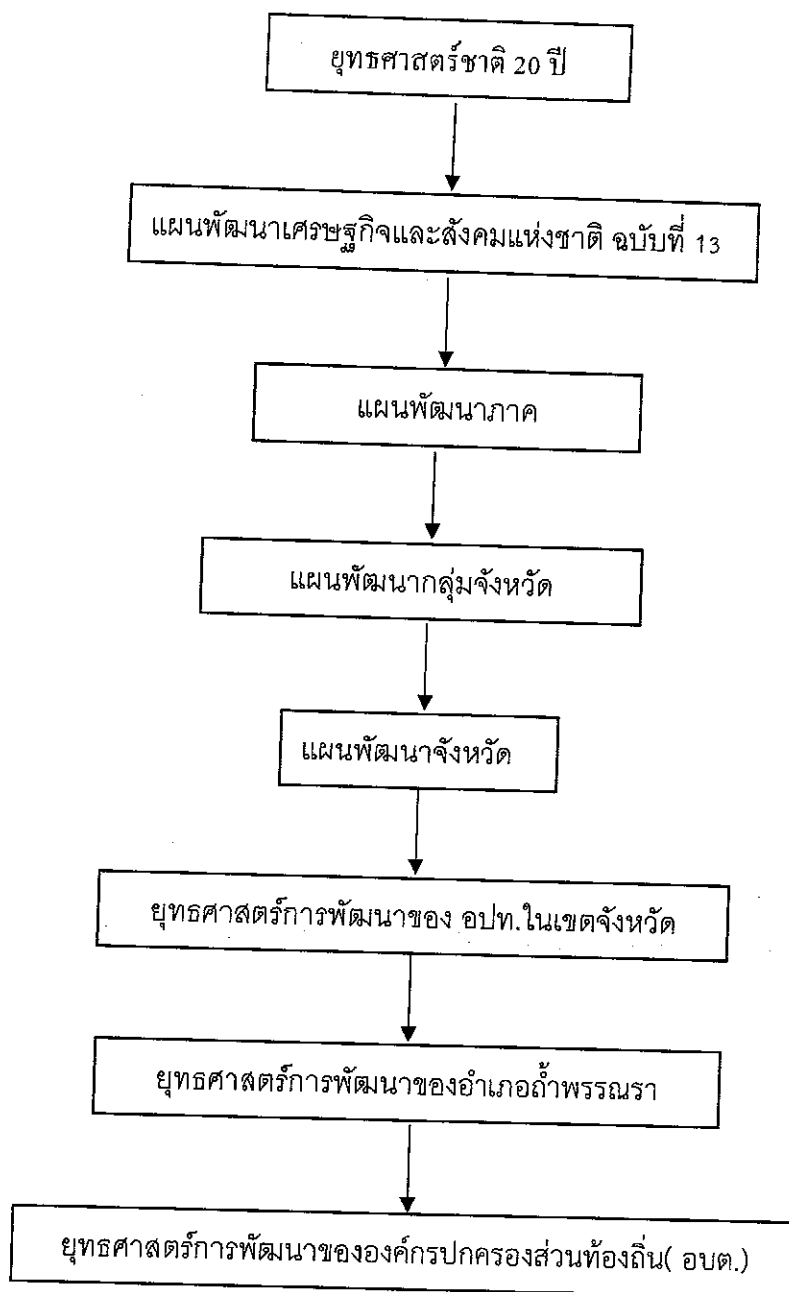 ยุทธศาสตร์ชาติ 20 ปี
แผนพัฒนาเศรษฐกิจและสังคมแห่งชาติ ฉบับที่ 13
แผนพัฒนาภาค
แผนพัฒนากลุ่มจังหวัด
แผนพัฒนาจังหวัด
ยุทธศาสตร์การพัฒนาของ อปท.ในเขตจังหวัด
ยุทธศาสตร์การพัฒนาของอำเภอถ้ำพรรณรา
ยุทธศาสตร์การพัฒนาขององค์กรปกครองส่วนท้องถิ่น( อบต.)